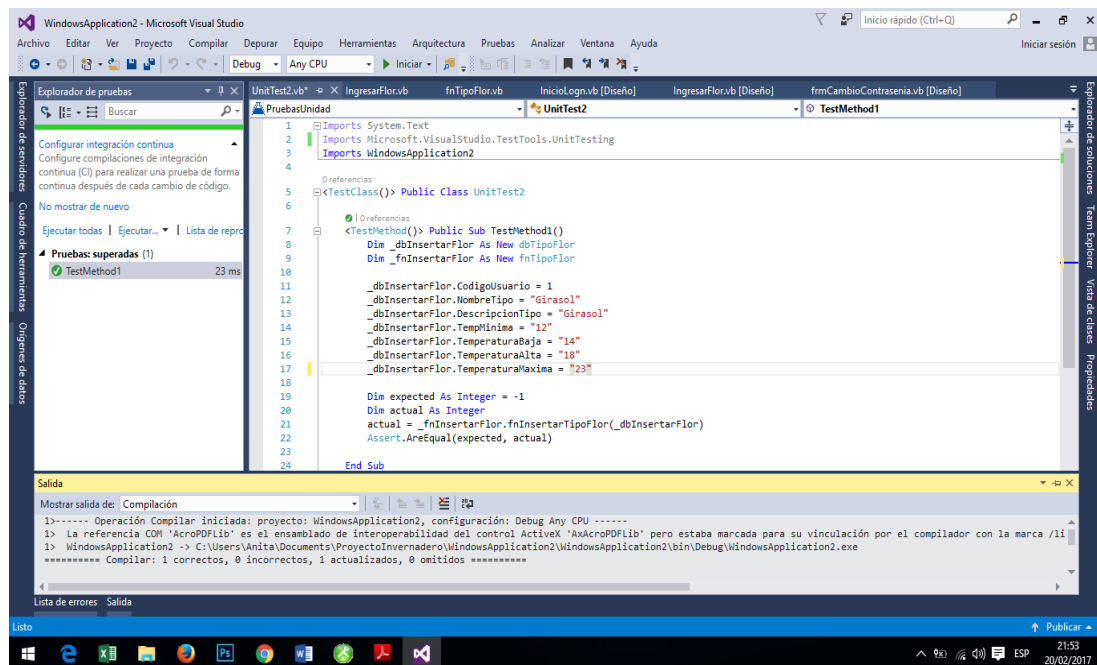 WindowsApplication2 - Microsoft Visual Studio
Inicio rápido (Ctrl+Q)
Archivo Editar Ver Proyecto Compilar Depurar Equipo Herramientas Arquitectura Pruebas Analizar Ventana Ayuda
Iniciar sesión
Debug Any CPU Iniciar
Explorador de servidores
Cuadro de herramientas
Orígenes de datos
Explorador de pruebas
Buscar
Configurar integración continua
Configure compilaciones de integración
continua (CI) para realizar una prueba de forma
continua después de cada cambio de código.
No mostrar de nuevo
Ejecutar todas | Ejecutar... | Lista de repro
Pruebas superadas (1)
TestMethod1 23 ms
UnitTest2.vb* IngresarFlor.vb fnTipoFlor.vb InicioLogn.vb [Diseño] IngresarFlor.vb [Diseño] frmCambioContrasenia.vb [Diseño]
PruebasUnidad UnitTest2 TestMethod1
1 Imports System.Text
2 Imports Microsoft.VisualStudio.TestTools.UnitTesting
3 Imports WindowsApplication2
4
0 referencias
5 <TestClass()> Public Class UnitTest2
6
0 referencias
7 <TestMethod()> Public Sub TestMethod1()
8 Dim _dbInsertarFlor As New dbTipoFlor
9 Dim _fnInsertarFlor As New fnTipoFlor
10
11 _dbInsertarFlor.CodigoUsuario = 1
12 _dbInsertarFlor.NombreTipo = "Girasol"
13 _dbInsertarFlor.DescripcionTipo = "Girasol"
14 _dbInsertarFlor.TempMinima = "12"
15 _dbInsertarFlor.TemperaturaBaja = "14"
16 _dbInsertarFlor.TemperaturaAlta = "18"
17 _dbInsertarFlor.TemperaturaMaxima = "23"
18
19 Dim expected As Integer = -1
20 Dim actual As Integer
21 actual = _fnInsertarFlor.fnInsertarTipoFlor(_dbInsertarFlor)
22 Assert.AreEqual(expected, actual)
23
24 End Sub
Explorador de soluciones
Team Explorer
Vista de clases
Propiedades
Salida
Mostrar salida de: Compilación
1>------ Operación Compilar iniciada: proyecto: WindowsApplication2, configuración: Debug Any CPU ------
1> La referencia COM 'AcroPDFLib' es el ensamblado de interoperabilidad del control ActiveX 'AxAcroPDFLib' pero estaba marcada para su vinculación por el compilador con la marca /li
1> WindowsApplication2 -> C:\Users\Anita\Documents\ProyectoInvernadero\WindowsApplication2\WindowsApplication2\bin\Debug\WindowsApplication2.exe
========== Compilar: 1 correctos, 0 incorrectos, 1 actualizados, 0 omitidos ==========
Lista de errores Salida
Listo
Publicar
ESP
21:53
20/02/2017